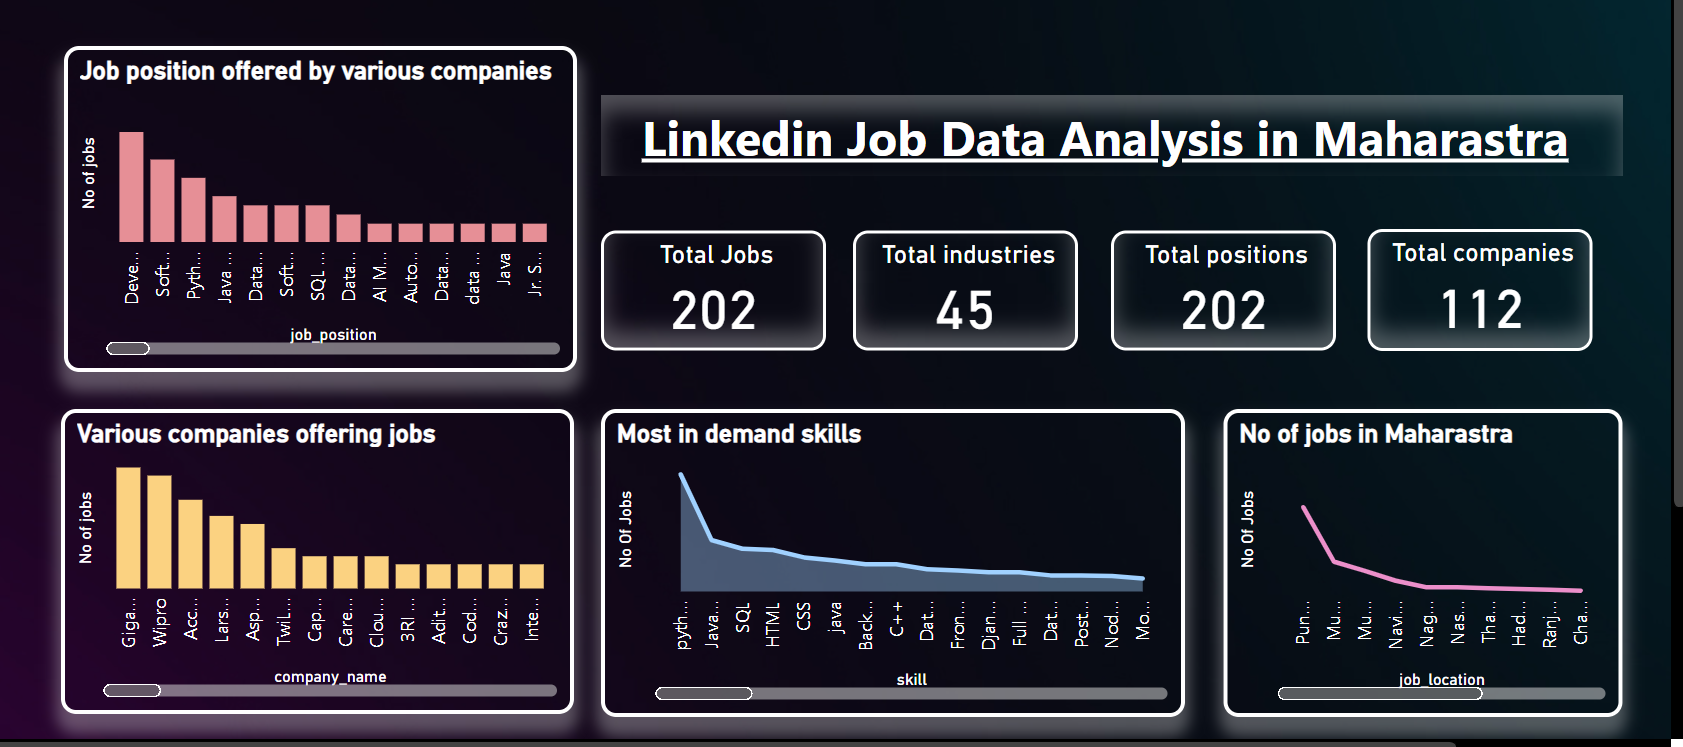 Job position offered by various companies
No of jobs
Deve...
Soft...
Pyth...
Java ...
Data...
Soft...
SQL ...
Data...
AI M...
Auto...
Data...
data ...
Java
Jr. S...
job_position
Linkedin Job Data Analysis in Maharastra
Total Jobs
202
Total industries
45
Total positions
202
Total companies
112
Various companies offering jobs
No of jobs
Giga...
Wipro
Acc...
Lars...
Asp...
TwiL...
Cap...
Care...
Clou...
3RI ...
Adit...
Cod...
Craz...
Inte...
company_name
Most in demand skills
No Of Jobs
pyth...
Java...
SQL
HTML
CSS
java
Back...
C++
Dat...
Fron...
Djan...
Full ...
Dat...
Post...
Nod...
Mo...
skill
No of jobs in Maharastra
No Of Jobs
Pun...
Mu...
Mu...
Navi...
Nag...
Nas...
Tha...
Had...
Ranj...
Cha...
job_location